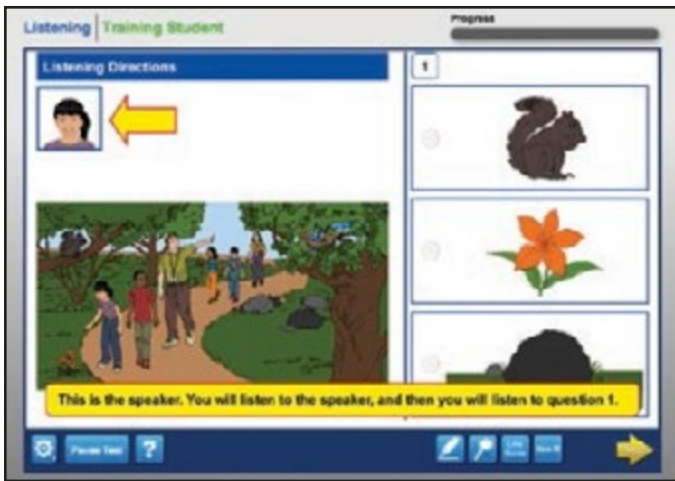 Listening Training Student
Progress
Listening Directions
1
This is the speaker. You will listen to the speaker, and then you will listen to question 1.
Pause Test
?